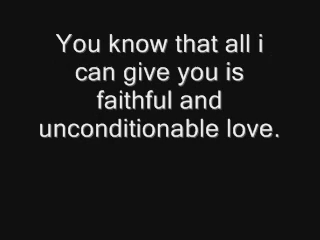 You know that all i
can give you is
faithful and
unconditionable love.